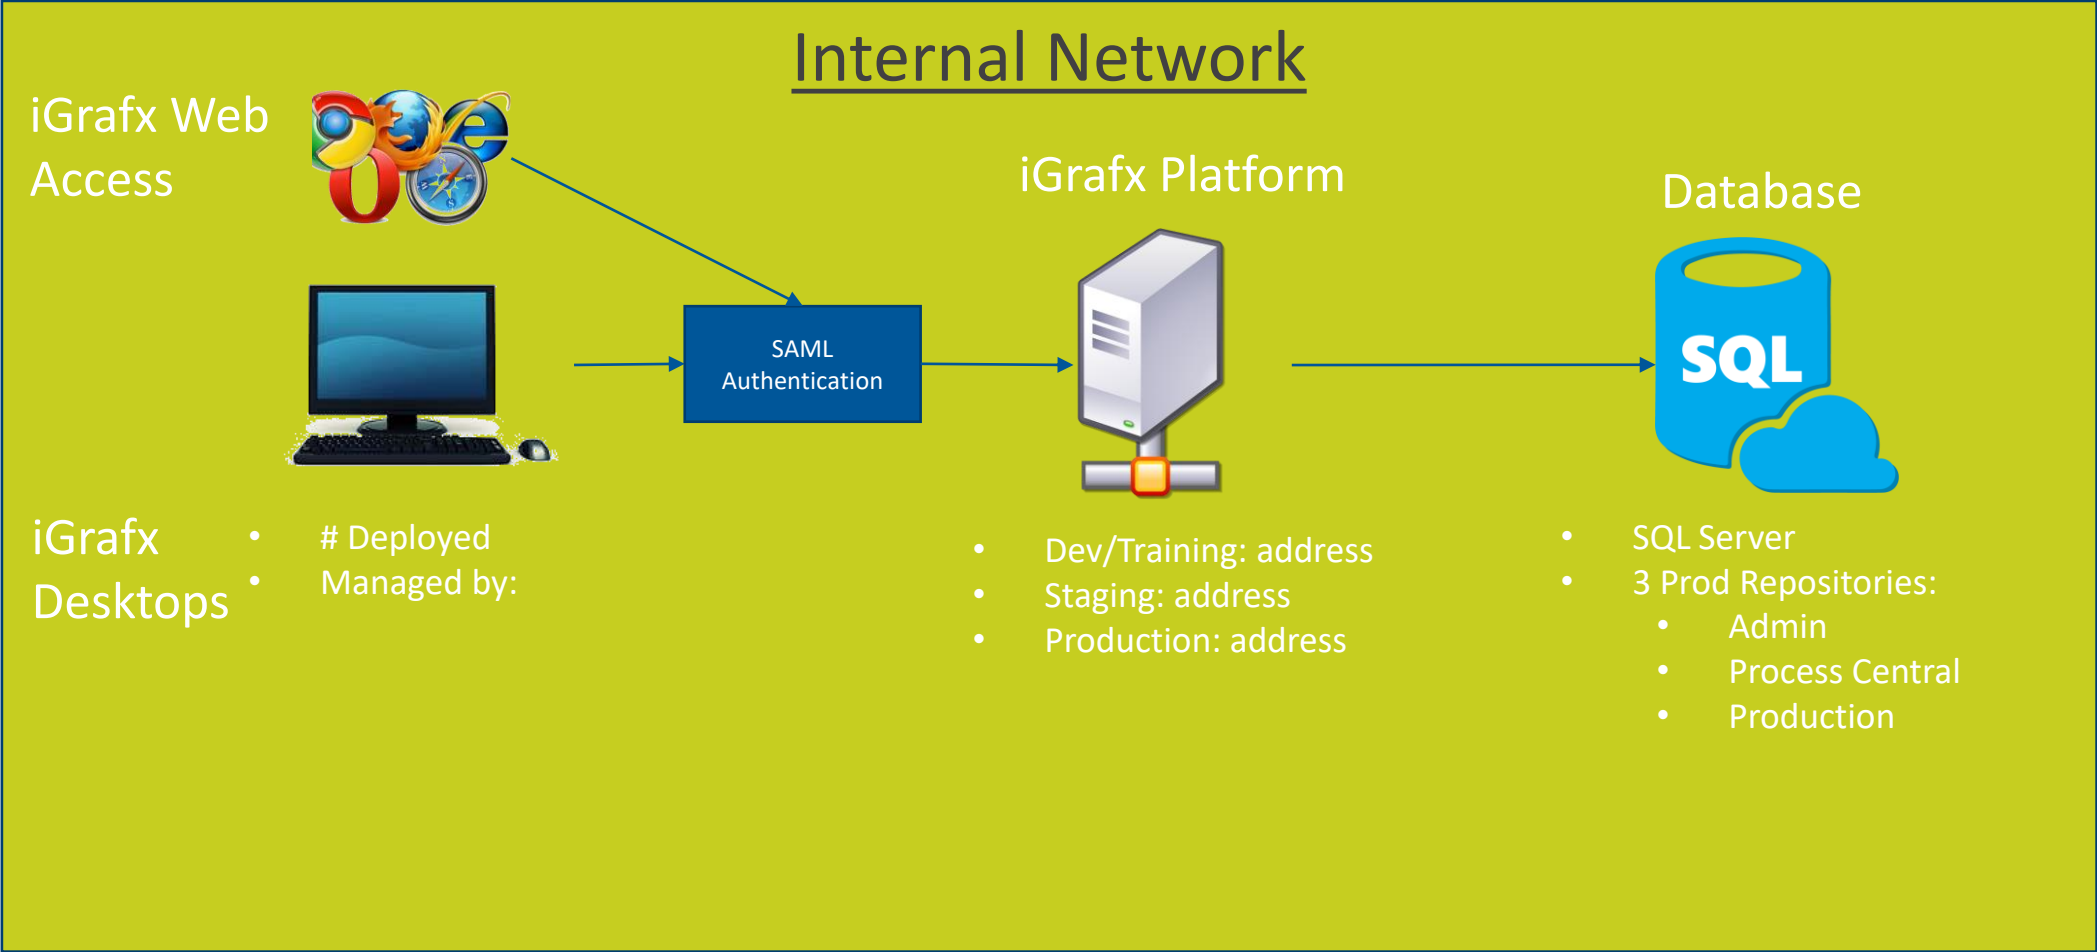 Internal Network
iGrafx Web
Access
iGrafx Platform
Database
SAML
Authentication
SQL
iGrafx
Desktops
• # Deployed
• Managed by:
• Dev/Training: address
• Staging: address
• Production: address
• SQL Server
• 3 Prod Repositories:
• Admin
• Process Central
• Production